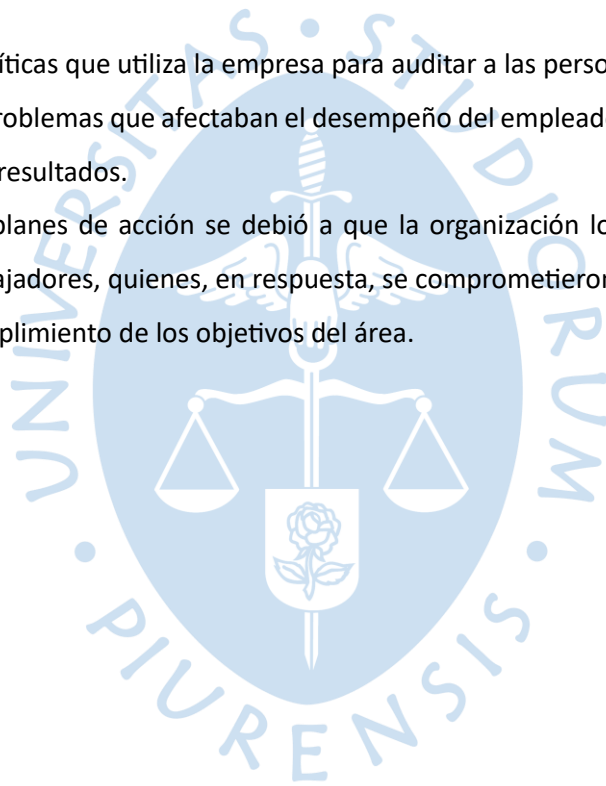 íticas que utiliza la empresa para auditar a las perso
roblemas que afectaban el desempeño del emplead
resultados.
planes de acción se debió a que la organización lo
ajadores, quienes, en respuesta, se comprometieron
plimiento de los objetivos del área.
UNIVERSITAS • STUDIORUM • PIURENSIS •